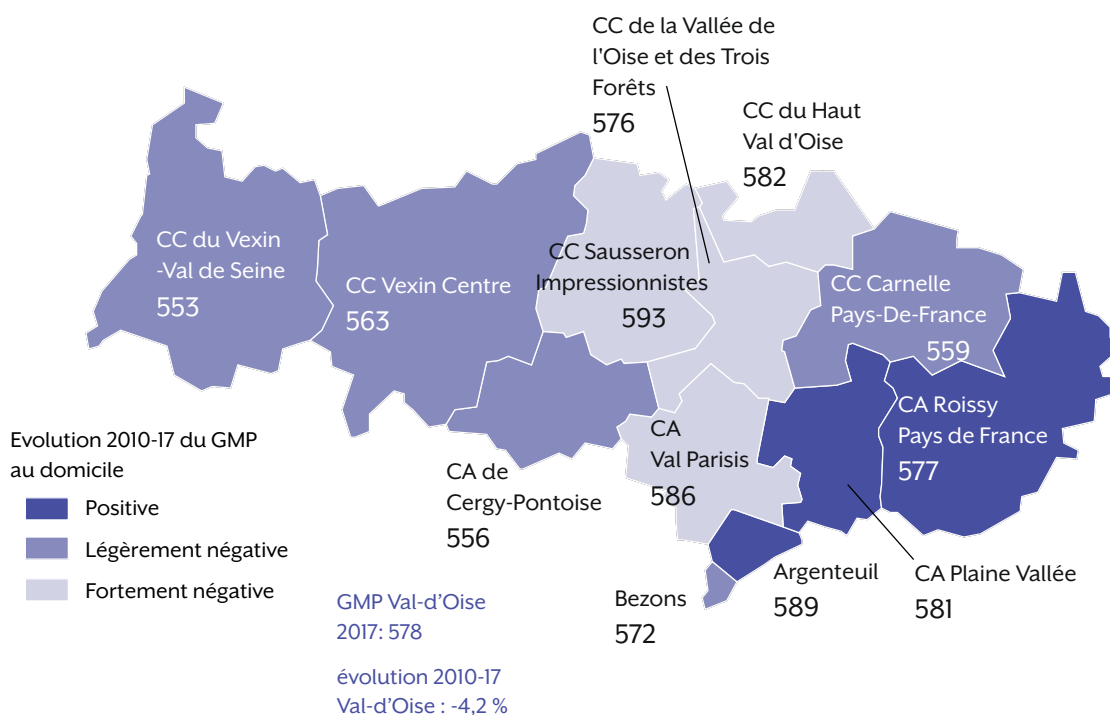 CC de la Vallée de
l'Oise et des Trois
Forêts
576
CC du Haut
Val d'Oise
582
CC du Vexin
-Val de Seine
553
CC Vexin Centre
563
CC Sausseron
Impressionnistes
593
CC Carnelle
Pays-De-France
559
CA Roissy
Pays de France
577
CA
Val Parisis
586
CA de
Cergy-Pontoise
556
Evolution 2010-17 du GMP
au domicile
Positive
Légèrement négative
Fortement négative
Bezons
572
Argenteuil
589
CA Plaine Vallée
581
GMP Val-d’Oise
2017: 578
évolution 2010-17
Val-d’Oise : -4,2 %